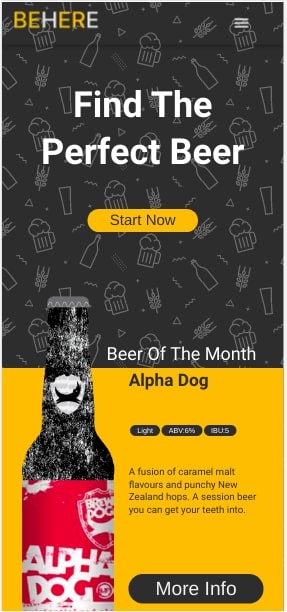 BEHERE
Find The
Perfect Beer
Start Now
Beer Of The Month
Alpha Dog
Light ABV:6% IBU:5
A fusion of caramel malt
flavours and punchy New
Zealand hops. A session beer
you can get your teeth into.
BREW
DOG
ALPHA
DOG
More Info